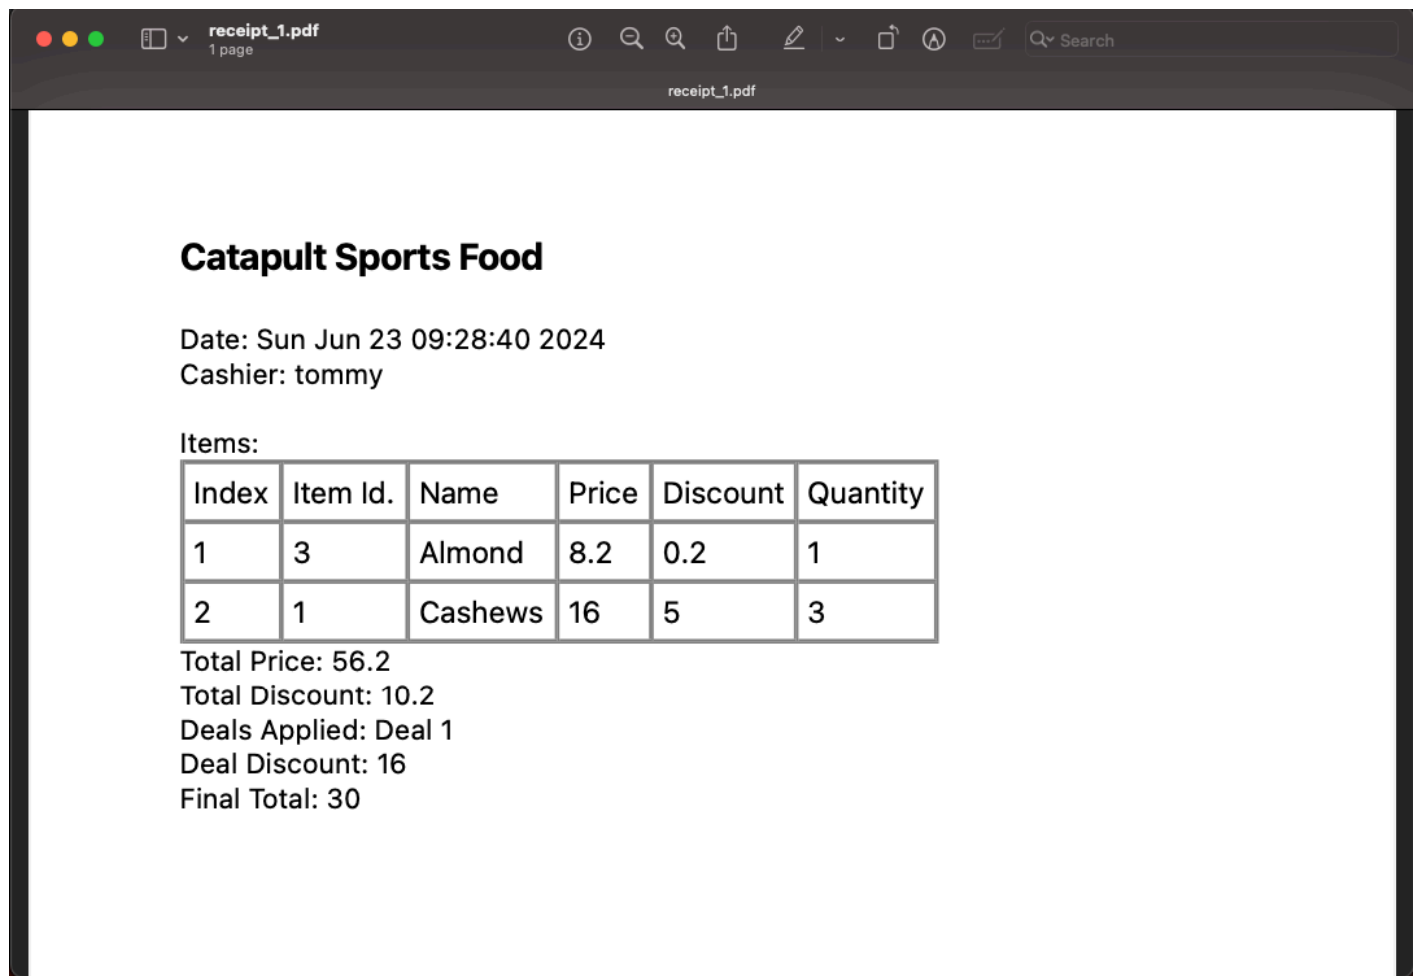 receipt_1.pdf
1 page
Search
receipt_1.pdf
Catapult Sports Food
Date: Sun Jun 23 09:28:40 2024
Cashier: tommy
Items:
Index Item Id. Name Price Discount Quantity
1 3 Almond 8.2 0.2 1
2 1 Cashews 16 5 3
Total Price: 56.2
Total Discount: 10.2
Deals Applied: Deal 1
Deal Discount: 16
Final Total: 30